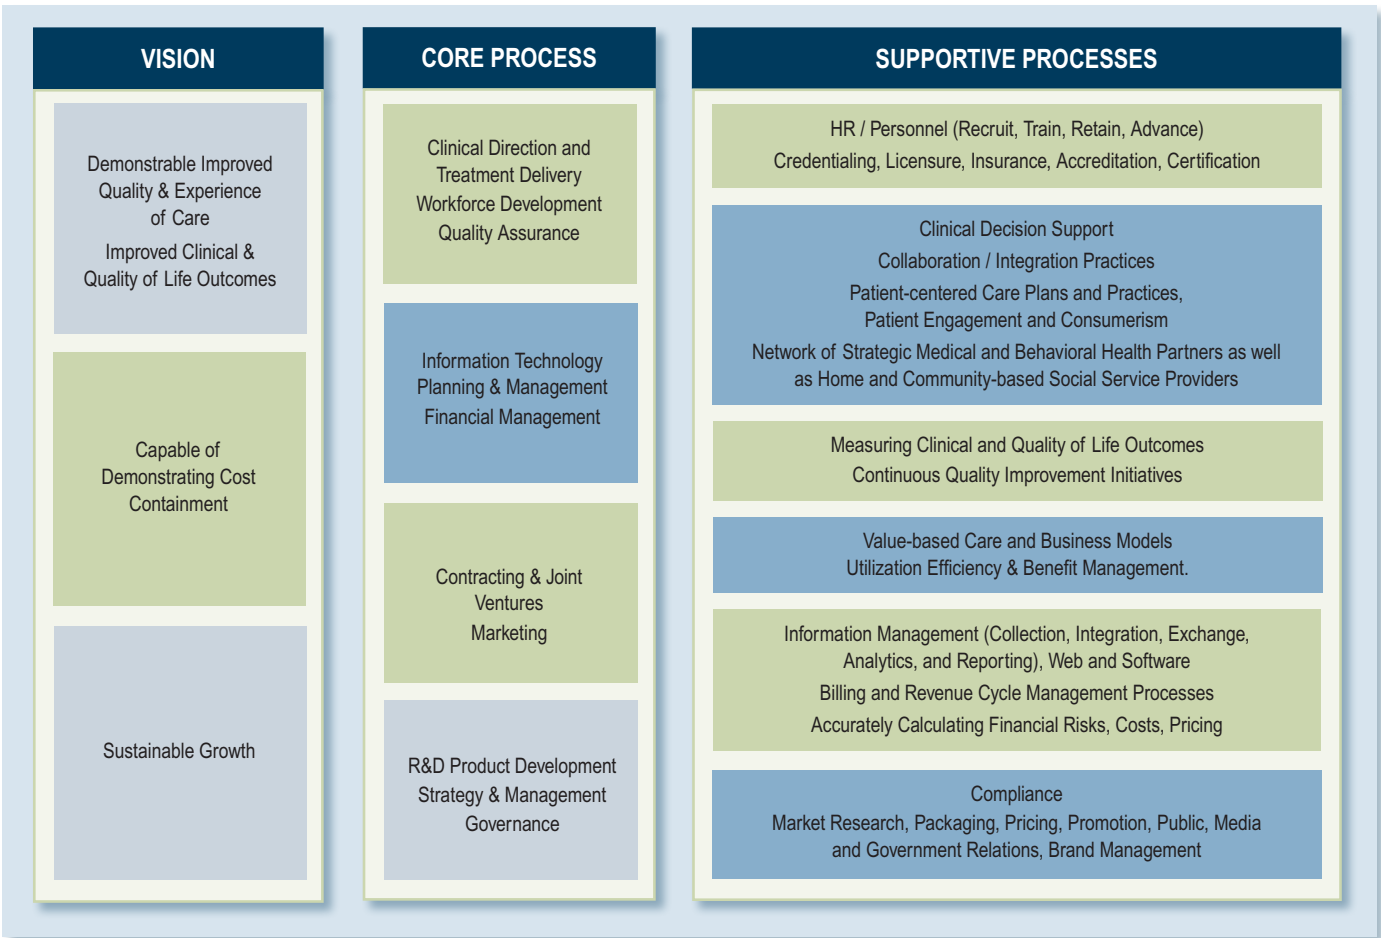 VISION
Demonstrable Improved
Quality & Experience
of Care
Improved Clinical &
Quality of Life Outcomes
Capable of
Demonstrating Cost
Containment
Sustainable Growth
CORE PROCESS
Clinical Direction and
Treatment Delivery
Workforce Development
Quality Assurance
Information Technology
Planning & Management
Financial Management
Contracting & Joint
Ventures
Marketing
R&D Product Development
Strategy & Management
Governance
SUPPORTIVE PROCESSES
HR / Personnel (Recruit, Train, Retain, Advance)
Credentialing, Licensure, Insurance, Accreditation, Certification
Clinical Decision Support
Collaboration / Integration Practices
Patient-centered Care Plans and Practices,
Patient Engagement and Consumerism
Network of Strategic Medical and Behavioral Health Partners as well
as Home and Community-based Social Service Providers
Measuring Clinical and Quality of Life Outcomes
Continuous Quality Improvement Initiatives
Value-based Care and Business Models
Utilization Efficiency & Benefit Management.
Information Management (Collection, Integration, Exchange,
Analytics, and Reporting), Web and Software
Billing and Revenue Cycle Management Processes
Accurately Calculating Financial Risks, Costs, Pricing
Compliance
Market Research, Packaging, Pricing, Promotion, Public, Media
and Government Relations, Brand Management